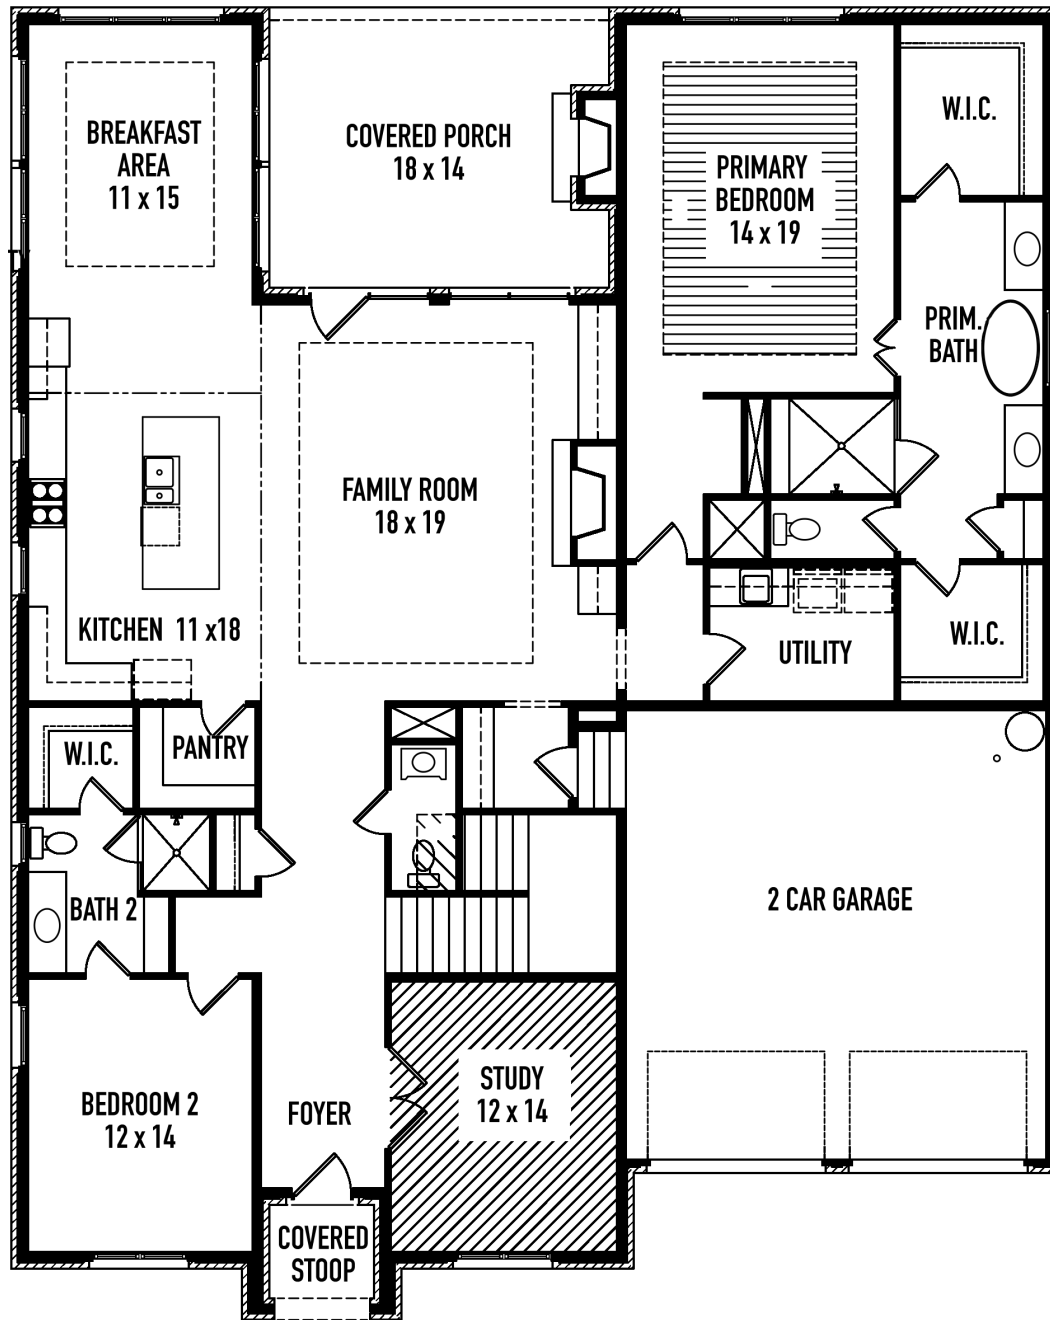 BREAKFAST
AREA
11 x 15
COVERED PORCH
18 x 14
PRIMARY
BEDROOM
14 x 19
W.I.C.
PRIM.
BATH
FAMILY ROOM
18 x 19
KITCHEN 11 x18
UTILITY
W.I.C.
W.I.C.
PANTRY
BATH 2
2 CAR GARAGE
BEDROOM 2
12 x 14
FOYER
STUDY
12 x 14
COVERED
STOOP